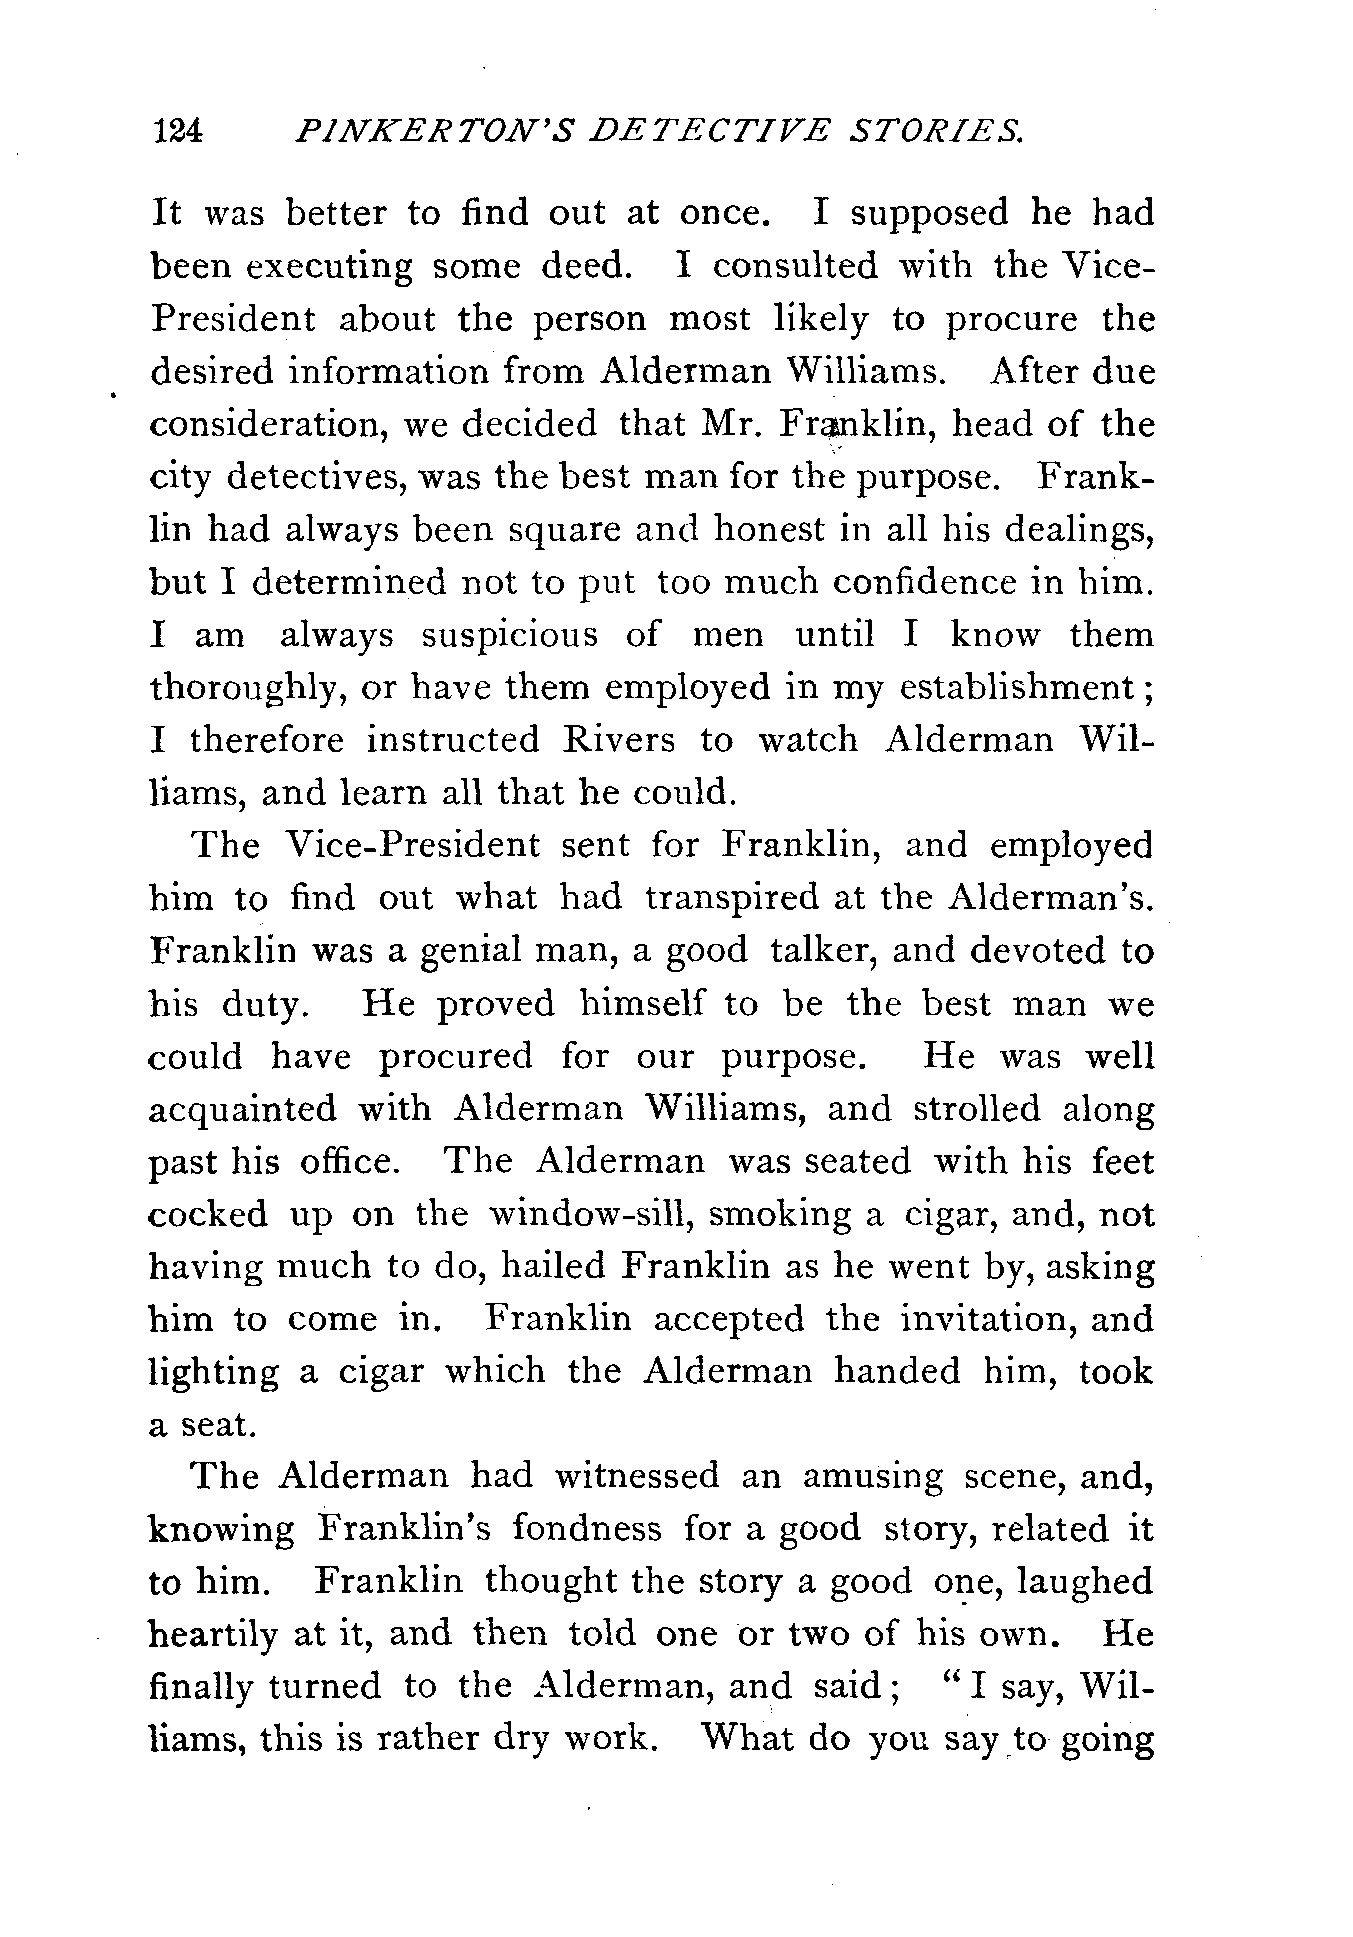 124 PINKERTON'S DETECTIVE STORIES.
It was better to find out at once. I supposed he had
been executing some deed. I consulted with the Vice-
President about the person most likely to procure the
desired information from Alderman Williams. After due
consideration, we decided that Mr. Franklin, head of the
city detectives, was the best man for the purpose. Frank-
lin had always been square and honest in all his dealings,
but I determined not to put too much confidence in him.
I am always suspicious of men until I know them
thoroughly, or have them employed in my establishment;
I therefore instructed Rivers to watch Alderman Wil-
liams, and learn all that he could.
The Vice-President sent for Franklin, and employed
him to find out what had transpired at the Alderman's.
Franklin was a genial man, a good talker, and devoted to
his duty. He proved himself to be the best man we
could have procured for our purpose. He was well
acquainted with Alderman Williams, and strolled along
past his office. The Alderman was seated with his feet
cocked up on the window-sill, smoking a cigar, and, not
having much to do, hailed Franklin as he went by, asking
him to come in. Franklin accepted the invitation, and
lighting a cigar which the Alderman handed him, took
a seat.
The Alderman had witnessed an amusing scene, and,
knowing Franklin's fondness for a good story, related it
to him. Franklin thought the story a good one, laughed
heartily at it, and then told one or two of his own. He
finally turned to the Alderman, and said; "I say, Wil-
liams, this is rather dry work. What do you say to going